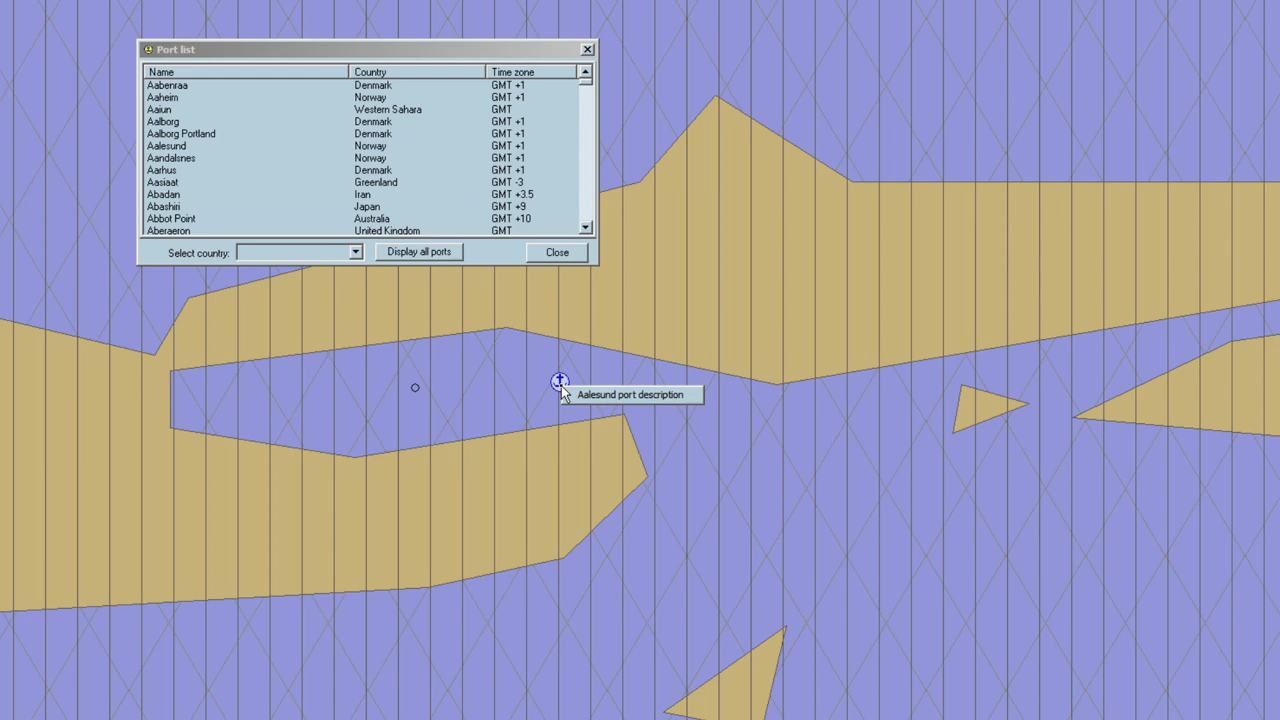 Port list
Name Country Time zone
Aabenraa Denmark GMT +1
Aaheim Norway GMT +1
Aaiun Western Sahara GMT
Aalborg Denmark GMT +1
Aalborg Portland Denmark GMT +1
Aalesund Norway GMT +1
Aandalsnes Norway GMT +1
Aarhus Denmark GMT +1
Aasiaat Greenland GMT -3
Abadan Iran GMT +3.5
Abashiri Japan GMT +9
Abbot Point Australia GMT +10
Aberaeron United Kingdom GMT
Select country: Display all ports Close
Aalesund port description